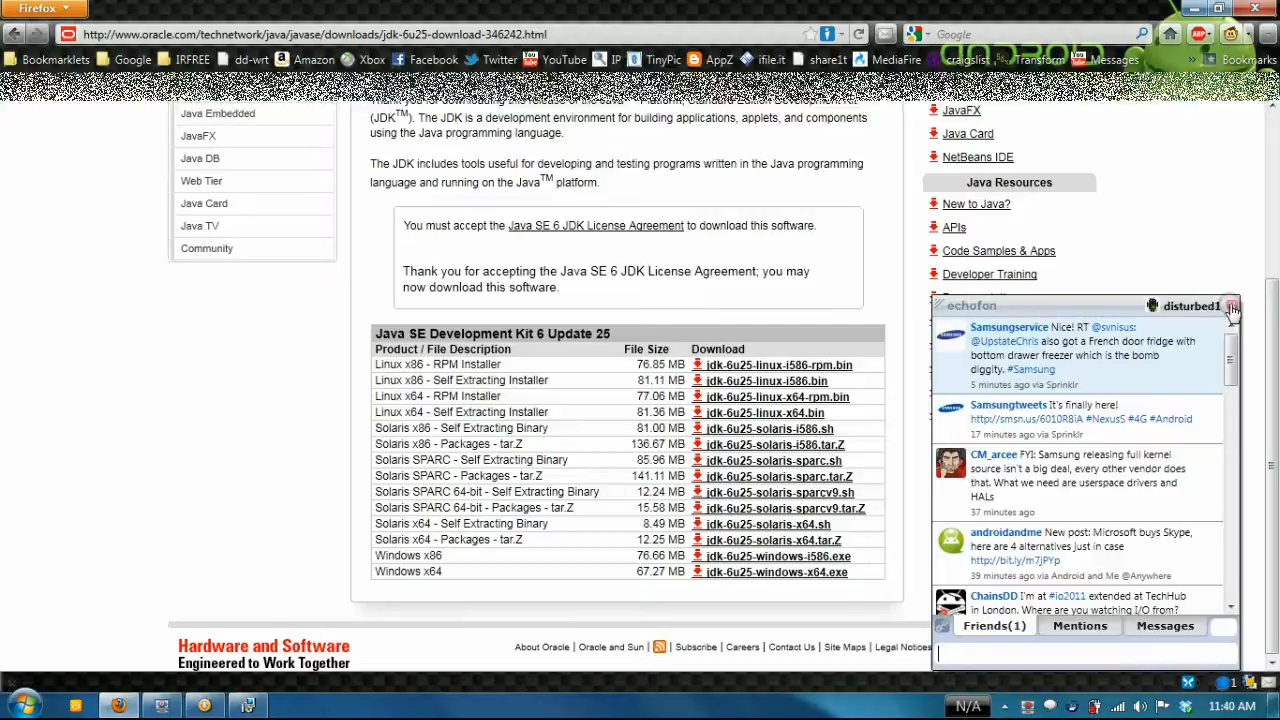 Firefox
http://www.oracle.com/technetwork/java/javase/downloads/jdk-6u25-download-346242.html
Google
Bookmarklets Google IRFREE dd-wrt Amazon Xbox Facebook Twitter YouTube IP TinyPic AppZ ifile.it share1t MediaFire craigslist Transform Messages » Bookmarks
Java Embedded
JavaFX
Java DB
Web Tier
Java Card
Java TV
Community
(JDK™). The JDK is a development environment for building applications, applets, and components
using the Java programming language.
The JDK includes tools useful for developing and testing programs written in the Java programming
language and running on the Java™ platform.
You must accept the Java SE 6 JDK License Agreement to download this software.
Thank you for accepting the Java SE 6 JDK License Agreement; you may
now download this software.
Java SE Development Kit 6 Update 25
Product / File Description File Size Download
Linux x86 - RPM Installer 76.85 MB jdk-6u25-linux-i586-rpm.bin
Linux x86 - Self Extracting Installer 81.11 MB jdk-6u25-linux-i586.bin
Linux x64 - RPM Installer 77.06 MB jdk-6u25-linux-x64-rpm.bin
Linux x64 - Self Extracting Installer 81.36 MB jdk-6u25-linux-x64.bin
Solaris x86 - Self Extracting Binary 81.00 MB jdk-6u25-solaris-i586.sh
Solaris x86 - Packages - tar.Z 136.67 MB jdk-6u25-solaris-i586.tar.Z
Solaris SPARC - Self Extracting Binary 85.96 MB jdk-6u25-solaris-sparc.sh
Solaris SPARC - Packages - tar.Z 141.11 MB jdk-6u25-solaris-sparc.tar.Z
Solaris SPARC 64-bit - Self Extracting Binary 12.24 MB jdk-6u25-solaris-sparcv9.sh
Solaris SPARC 64-bit - Packages - tar.Z 15.58 MB jdk-6u25-solaris-sparcv9.tar.Z
Solaris x64 - Self Extracting Binary 8.49 MB jdk-6u25-solaris-x64.sh
Solaris x64 - Packages - tar.Z 12.25 MB jdk-6u25-solaris-x64.tar.Z
Windows x86 76.66 MB jdk-6u25-windows-i586.exe
Windows x64 67.27 MB jdk-6u25-windows-x64.exe
JavaFX
Java Card
NetBeans IDE
Java Resources
New to Java?
APIs
Code Samples & Apps
Developer Training
echofon disturbed1
Samsungservice Nice! RT @svnisus:
@UpstateChris also got a French door fridge with
bottom drawer freezer which is the bomb
diggity. #Samsung
5 minutes ago via Sprinklr
Samsungtweets It's finally here!
http://smsn.us/6010R8iA #NexusS #4G #Android
17 minutes ago via Sprinklr
CM_arcee FYI: Samsung releasing full kernel
source isn't a big deal, every other vendor does
that. What we need are userspace drivers and
HALs
37 minutes ago
androidandme New post: Microsoft buys Skype,
here are 4 alternatives just in case
http://bit.ly/m7jPYp
39 minutes ago via Android and Me @Anywhere
ChainsDD I'm at #io2011 extended at TechHub
in London. Where are you watching I/O from?
Friends(1) Mentions Messages
Hardware and Software
Engineered to Work Together
About Oracle Oracle and Sun Subscribe Careers Contact Us Site Maps Legal Notices
1
N/A 11:40 AM